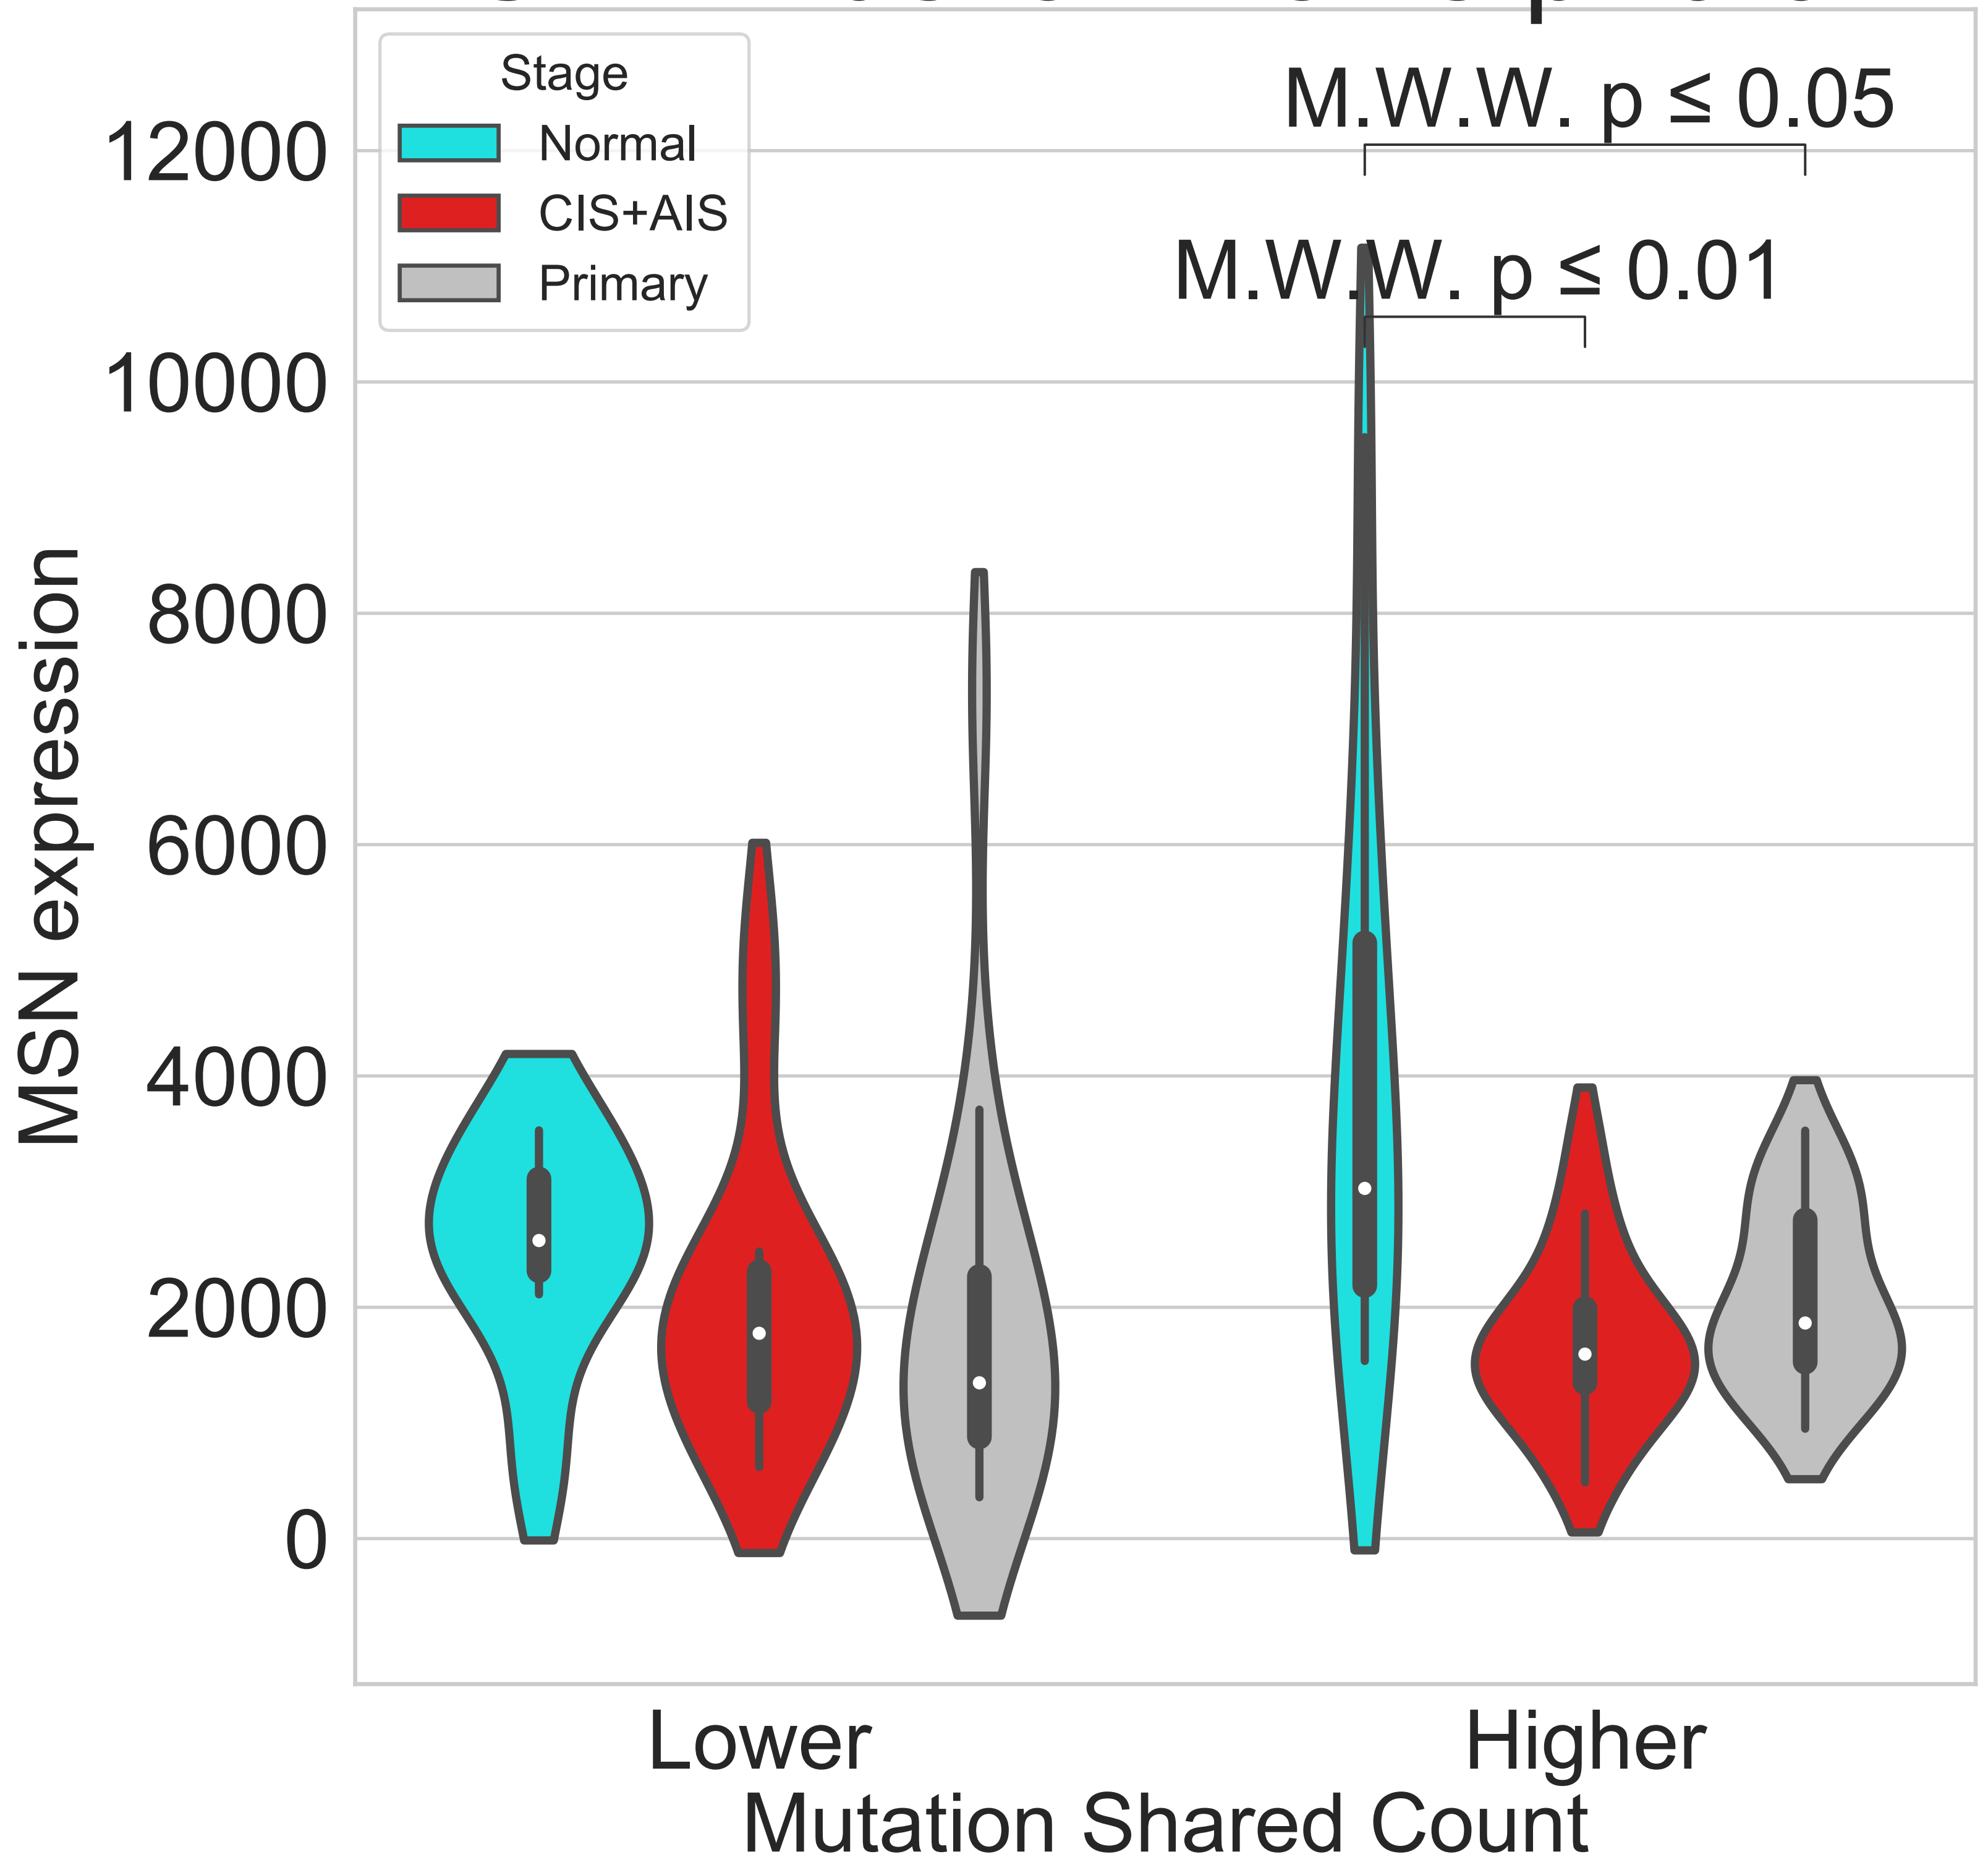 Stage
Normal
CIS+AIS
Primary
M.W.W. p ≤ 0.05
M.W.W. p ≤ 0.01
12000
10000
8000
6000
4000
2000
0
MSN expression
Lower
Higher
Mutation Shared Count